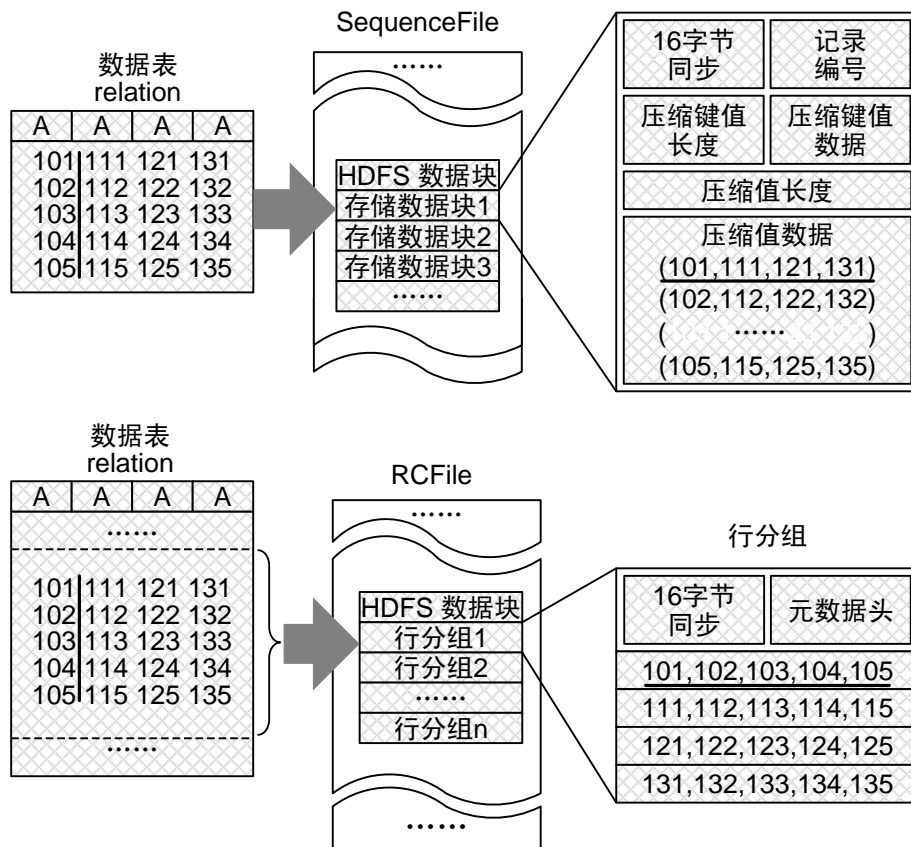 SequenceFile
……
数据表
relation
A A A A
101 111 121 131
102 112 122 132
103 113 123 133
104 114 124 134
105 115 125 135
HDFS 数据块
存储数据块1
存储数据块2
存储数据块3
……
16字节
同步
记录
编号
压缩键值
长度
压缩键值
数据
压缩值长度
压缩值数据
(101,111,121,131)
(102,112,122,132)
( …… )
(105,115,125,135)
数据表
relation
A A A A
……
101 111 121 131
102 112 122 132
103 113 123 133
104 114 124 134
105 115 125 135
……
RCFile
……
HDFS 数据块
行分组1
行分组2
……
行分组n
……
行分组
16字节
同步
元数据头
101,102,103,104,105
111,112,113,114,115
121,122,123,124,125
131,132,133,134,135